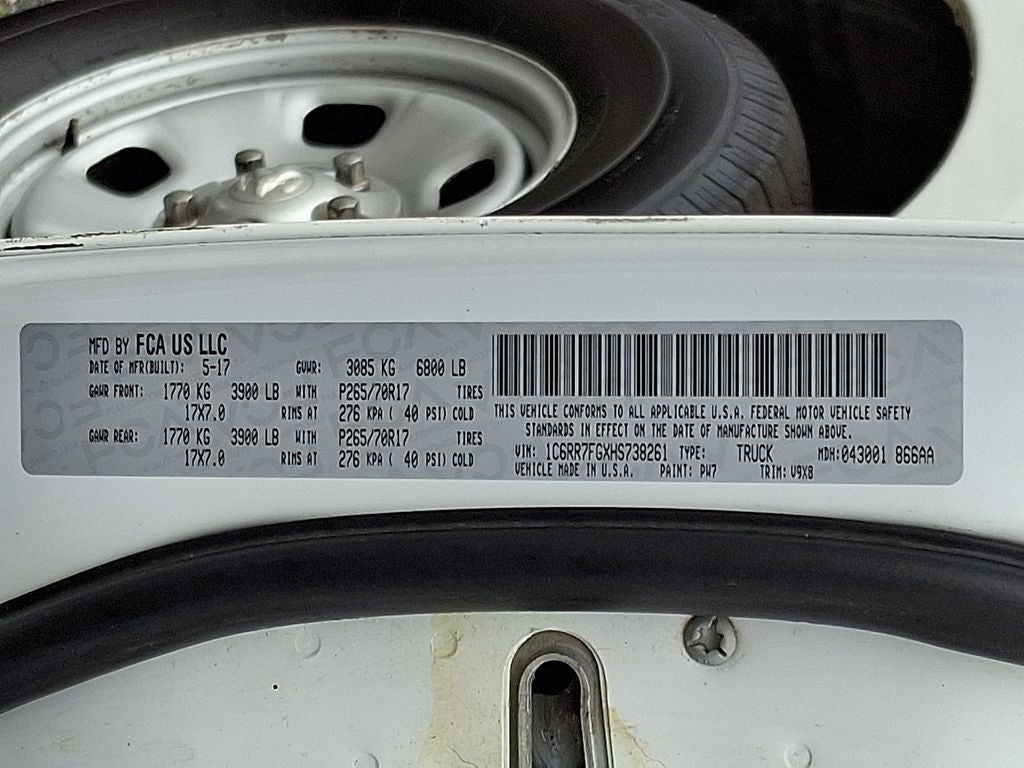 MFD BY FCA US LLC
DATE OF MFR(BUILT): 5-17 GVWR: 3085 KG 6800 LB
GAWR FRONT: 1770 KG 3900 LB WITH P265/70R17 TIRES
17X7.0 RIMS AT 276 KPA ( 40 PSI) COLD
GAWR REAR: 1770 KG 3900 LB WITH P265/70R17 TIRES
17X7.0 RIMS AT 276 KPA ( 40 PSI) COLD
THIS VEHICLE CONFORMS TO ALL APPLICABLE U.S.A. FEDERAL MOTOR VEHICLE SAFETY
STANDARDS IN EFFECT ON THE DATE OF MANUFACTURE SHOWN ABOVE.
VIN: 1C6RR7FGXHS738261 TYPE: TRUCK MDH:043001 866AA
VEHICLE MADE IN U.S.A. PAINT: PW7 TRIM: V9X8